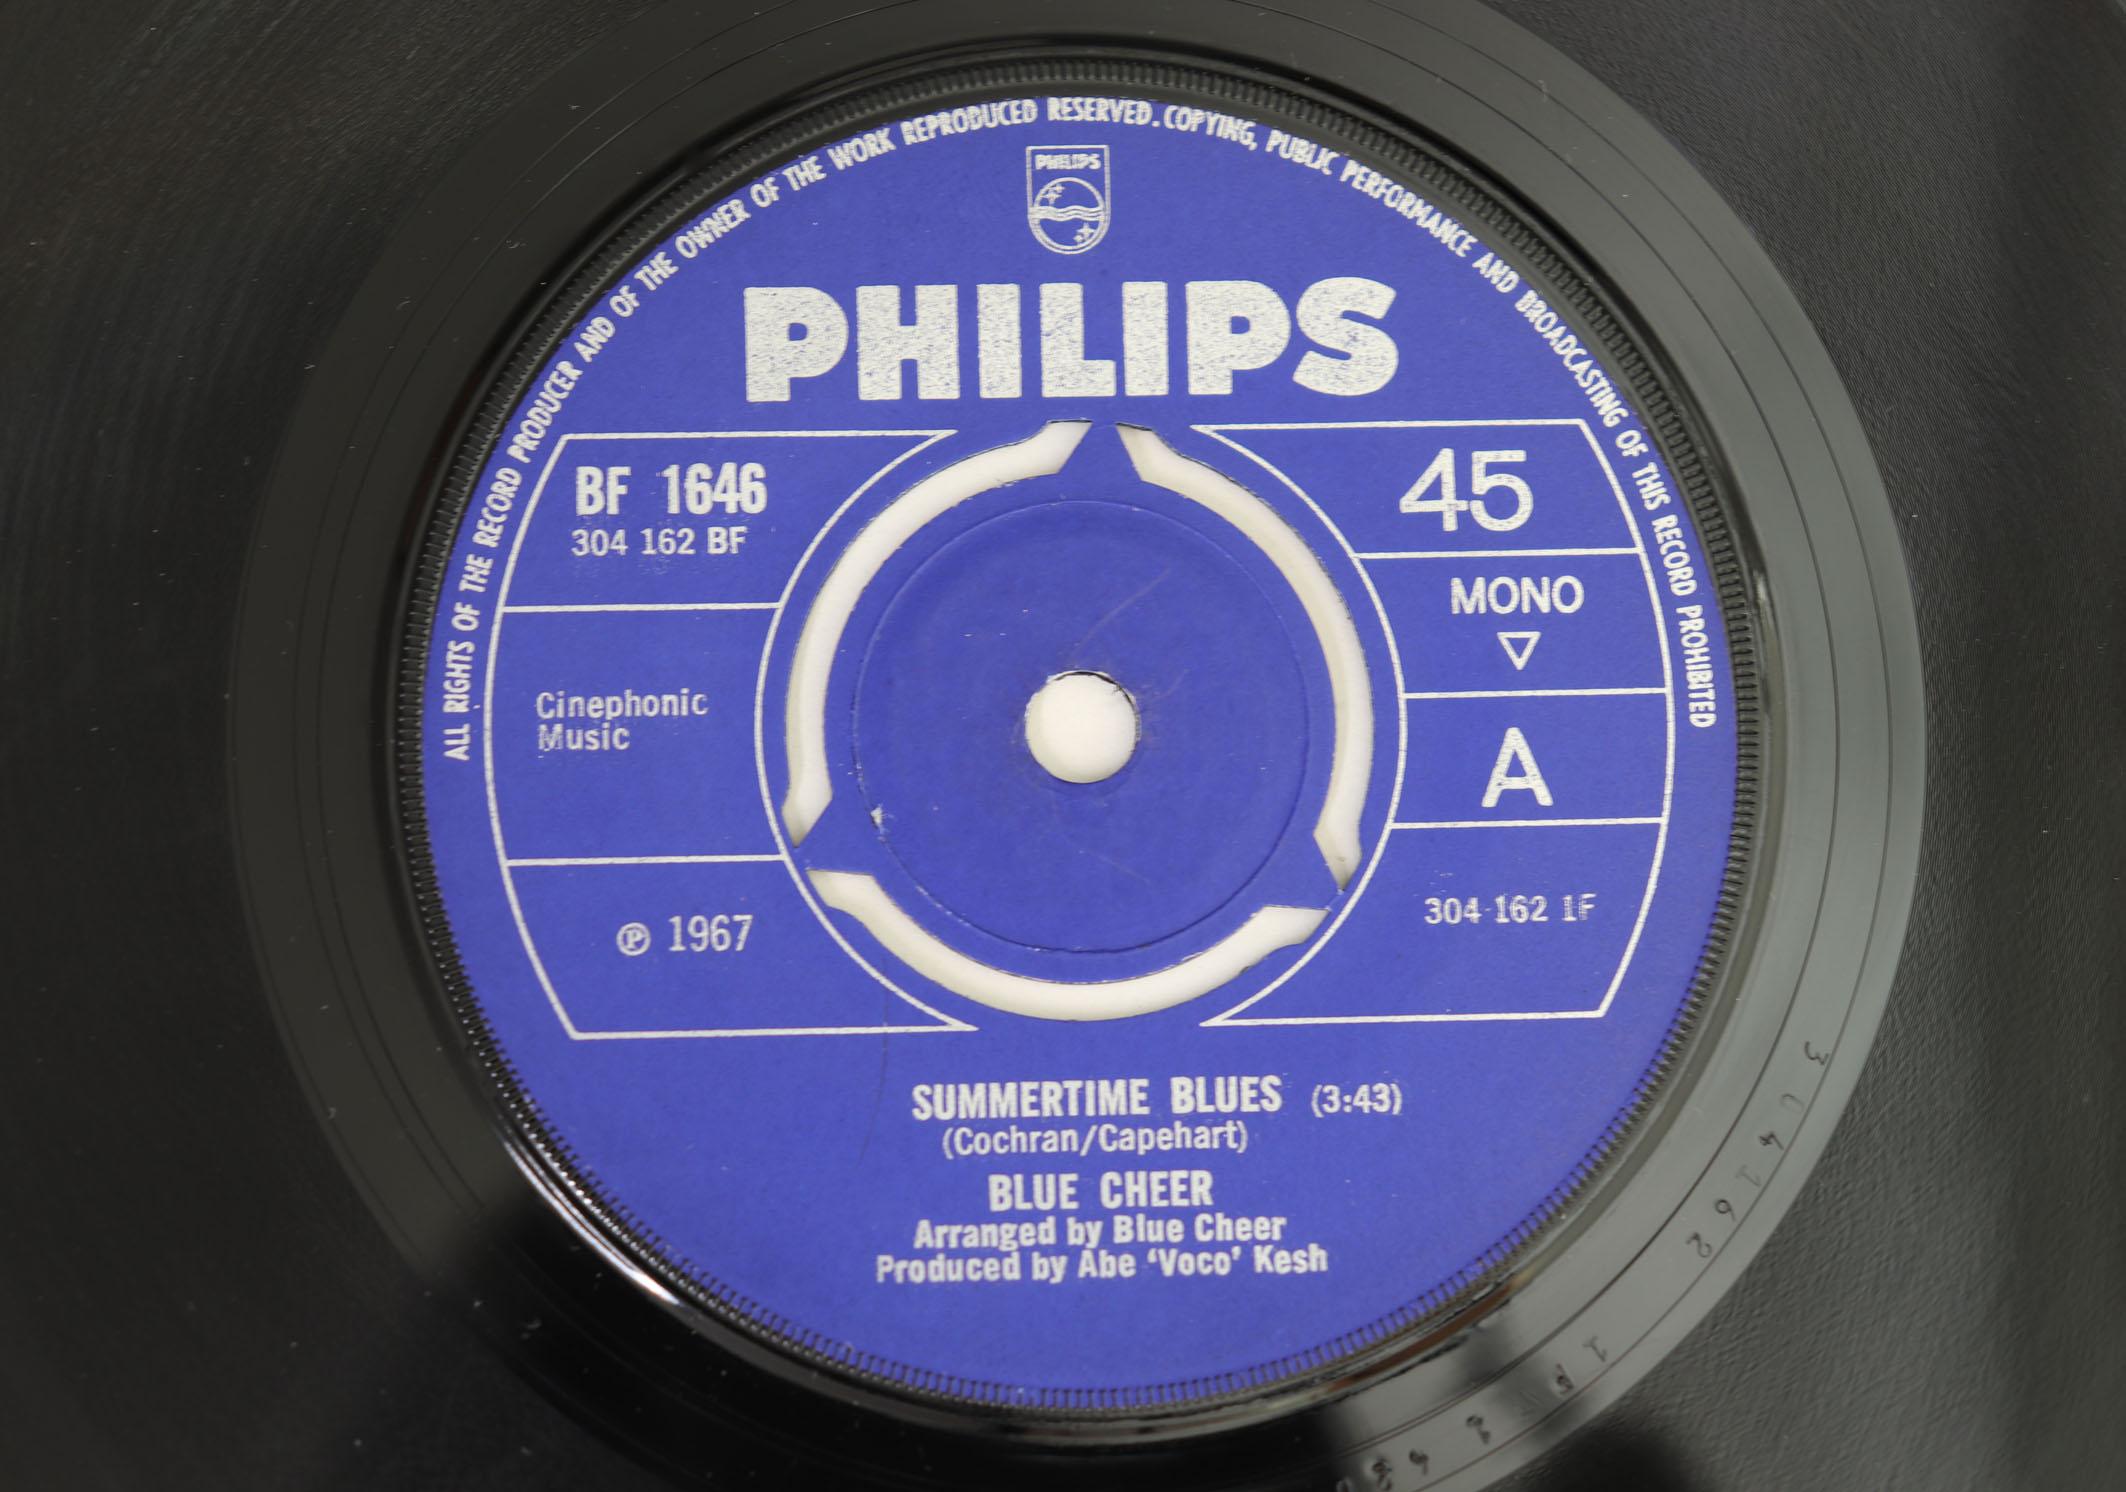 ALL RIGHTS OF THE RECORD PRODUCER AND OF THE OWNER OF THE WORK REPRODUCED RESERVED. COPYING, PUBLIC PERFORMANCE AND BROADCASTING OF THIS RECORD PROHIBITED
PHILIPS
PHILIPS
BF 1646
304 162 BF
Cinephonic
Music
℗ 1967
45
MONO
▽
A
304 162 1F
SUMMERTIME BLUES (3:43)
(Cochran/Capehart)
BLUE CHEER
Arranged by Blue Cheer
Produced by Abe ‘Voco’ Kesh
304162
1F